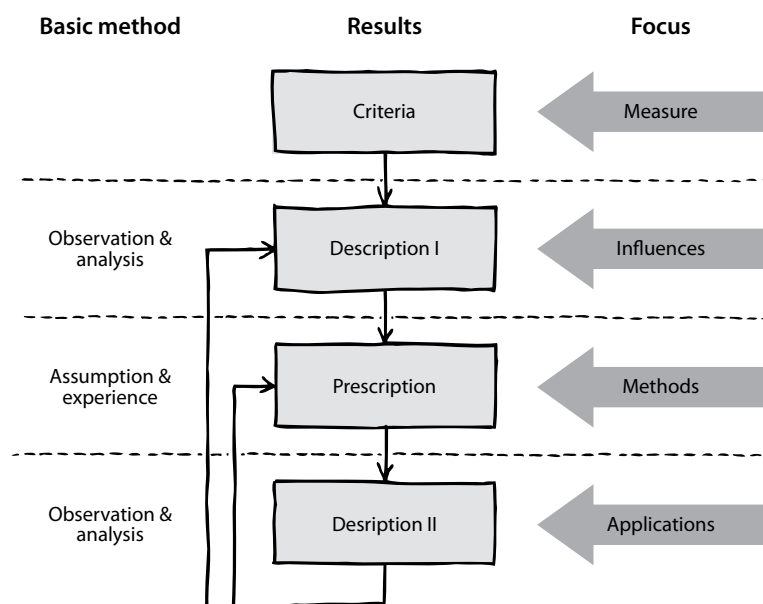 Basic method Results Focus
Criteria Measure
Observation &
analysis
Description I Influences
Assumption &
experience
Prescription Methods
Observation &
analysis
Desription II Applications